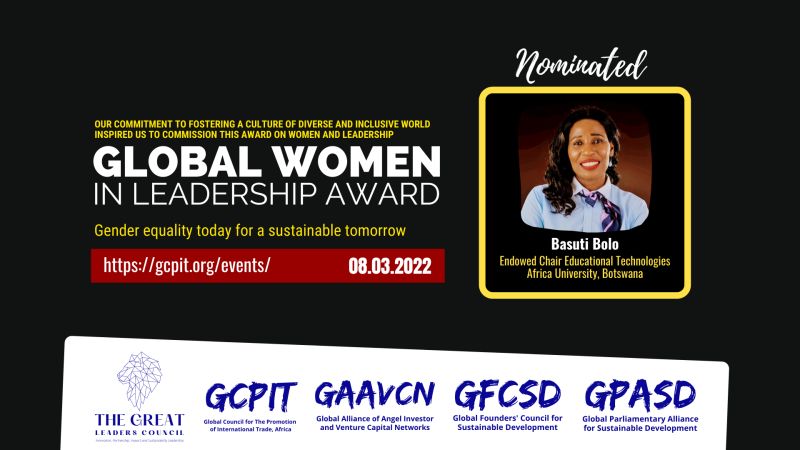 Nominated
OUR COMMITMENT TO FOSTERING A CULTURE OF DIVERSE AND INCLUSIVE WORLD
INSPIRED US TO COMMISSION THIS AWARD ON WOMEN AND LEADERSHIP
GLOBAL WOMEN
IN LEADERSHIP AWARD
Gender equality today for a sustainable tomorrow
https://gcpit.org/events/ 08.03.2022
Basuti Bolo
Endowed Chair Educational Technologies
Africa University, Botswana
THE GREAT
LEADERS COUNCIL
GCPIT
Global Council for The Promotion
of International Trade, Africa
GAAVCN
Global Alliance of Angel Investor
and Venture Capital Networks
GFCSD
Global Founders' Council for
Sustainable Development
GPASD
Global Parliamentary Alliance
for Sustainable Development